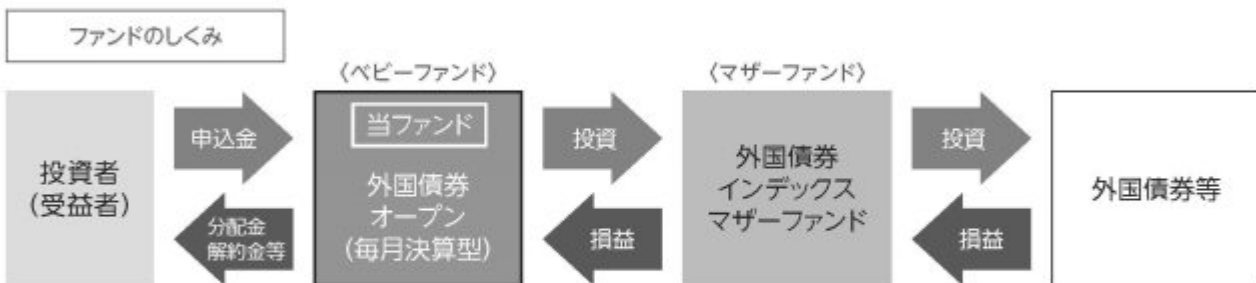 ファンドのしくみ
〈ベビーファンド〉
〈マザーファンド〉
投資者
(受益者)
申込金
分配金
解約金等
当ファンド
外国債券
オープン
(毎月決算型)
投資
損益
外国債券
インデックス
マザーファンド
投資
損益
外国債券等